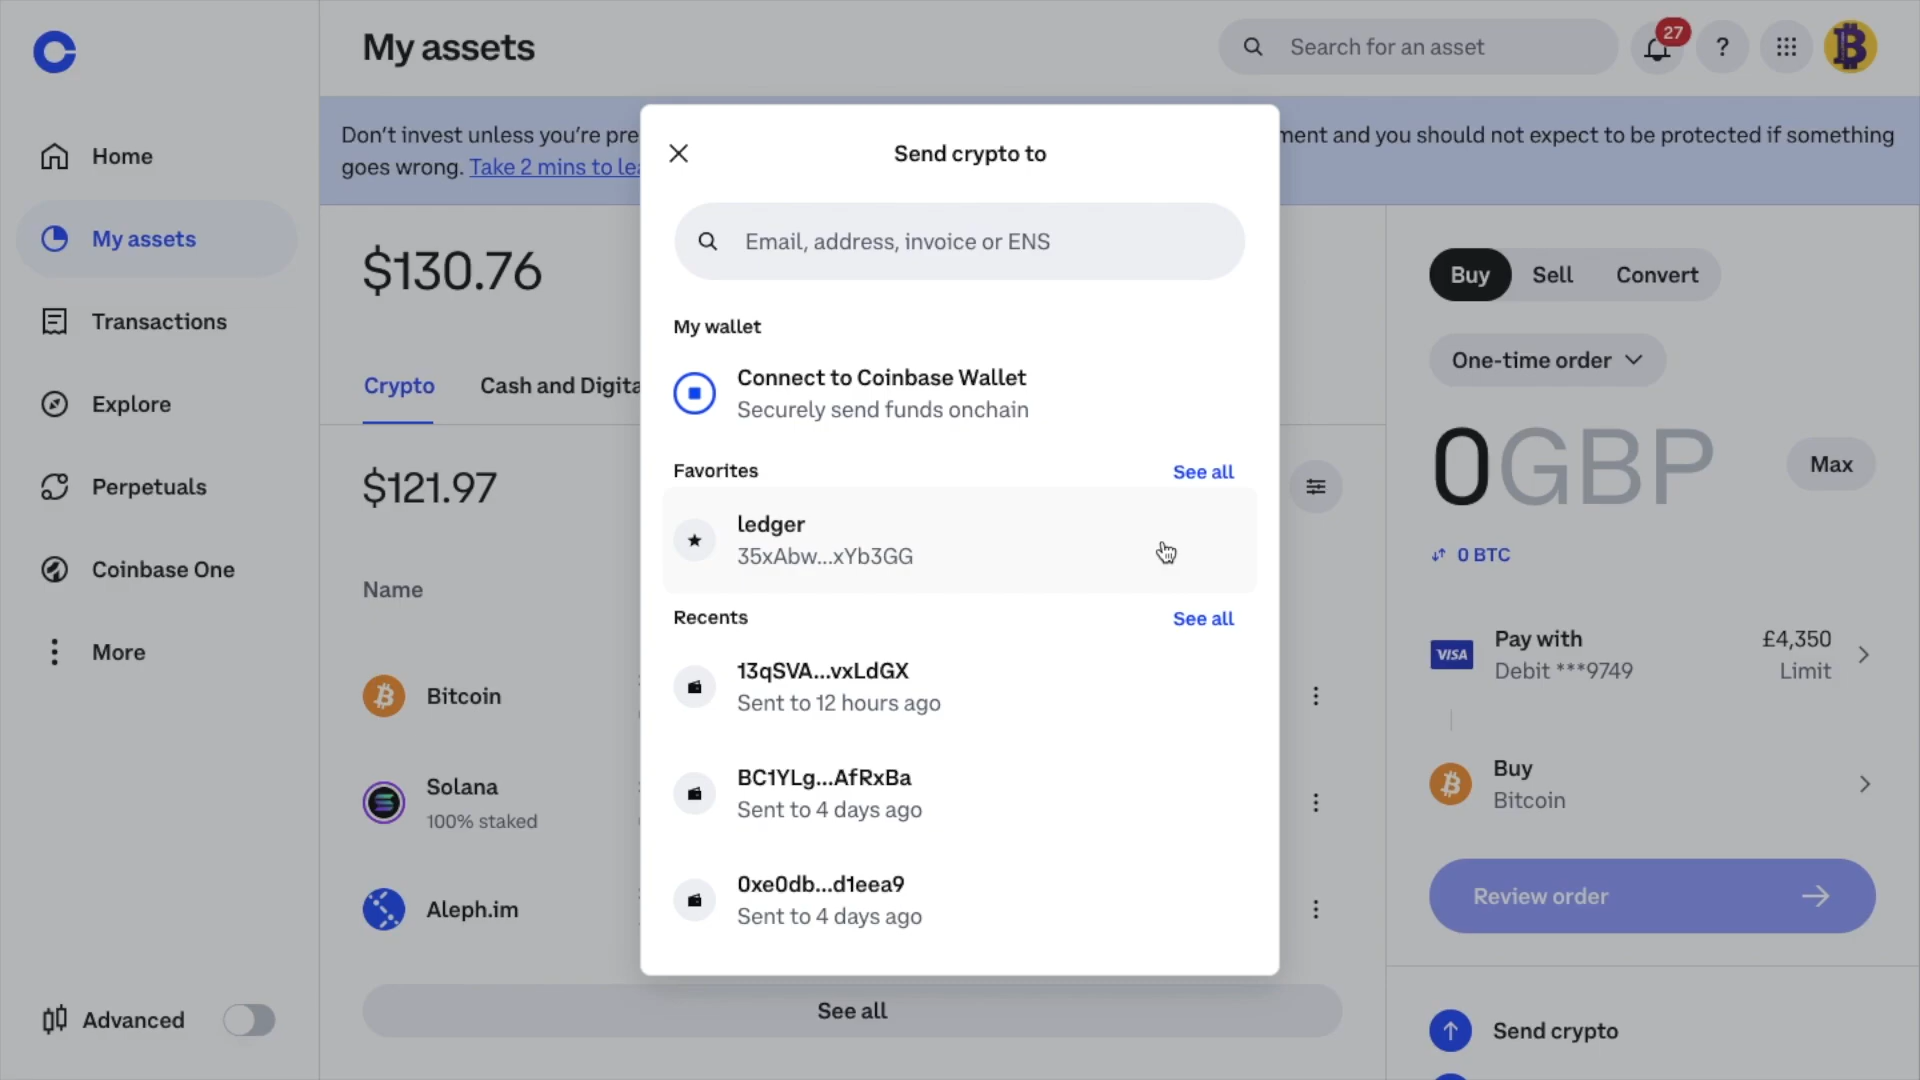 My assets
Search for an asset
27
?
Home
My assets
Transactions
Explore
Perpetuals
Coinbase One
More
Advanced
Don't invest unless you're pre
ment and you should not expect to be protected if something
goes wrong. Take 2 mins to lea
$130.76
Crypto
Cash and Digita
$121.97
Name
Bitcoin
Solana
100% staked
Aleph.im
See all
Send crypto to
Email, address, invoice or ENS
My wallet
Connect to Coinbase Wallet
Securely send funds onchain
Favorites
See all
ledger
35xAbw...xYb3GG
Recents
See all
13qSVA...vxLdGX
Sent to 12 hours ago
BC1YLg...AfRxBa
Sent to 4 days ago
0xe0db...d1eea9
Sent to 4 days ago
Buy
Sell
Convert
One-time order
0GBP
Max
0 BTC
VISA
Pay with
£4,350
Debit ***9749
Limit
Buy
Bitcoin
Review order
Send crypto